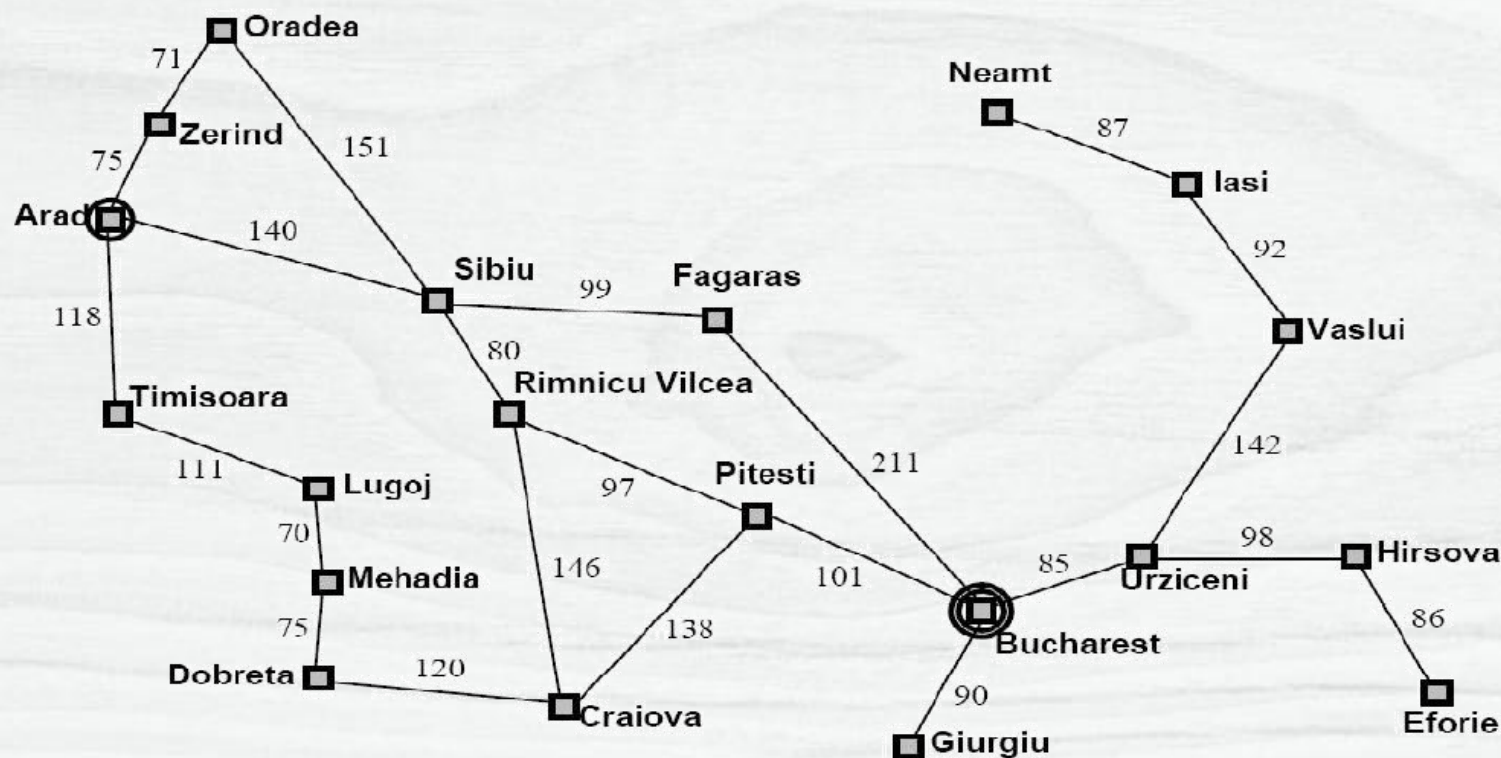 Oradea
71
Neamt
87
Zerind
151
75
Iasi
Arad
140
92
Sibiu
Fagaras
99
118
Vaslui
80
Timisoara
Rimnicu Vilcea
142
111
Lugoj
97
Pitesti
211
70
Mehadia
146
101
85
98
Hirsova
Urziceni
75
138
86
Dobreta
120
Bucharest
90
Craiova
Eforie
Giurgiu